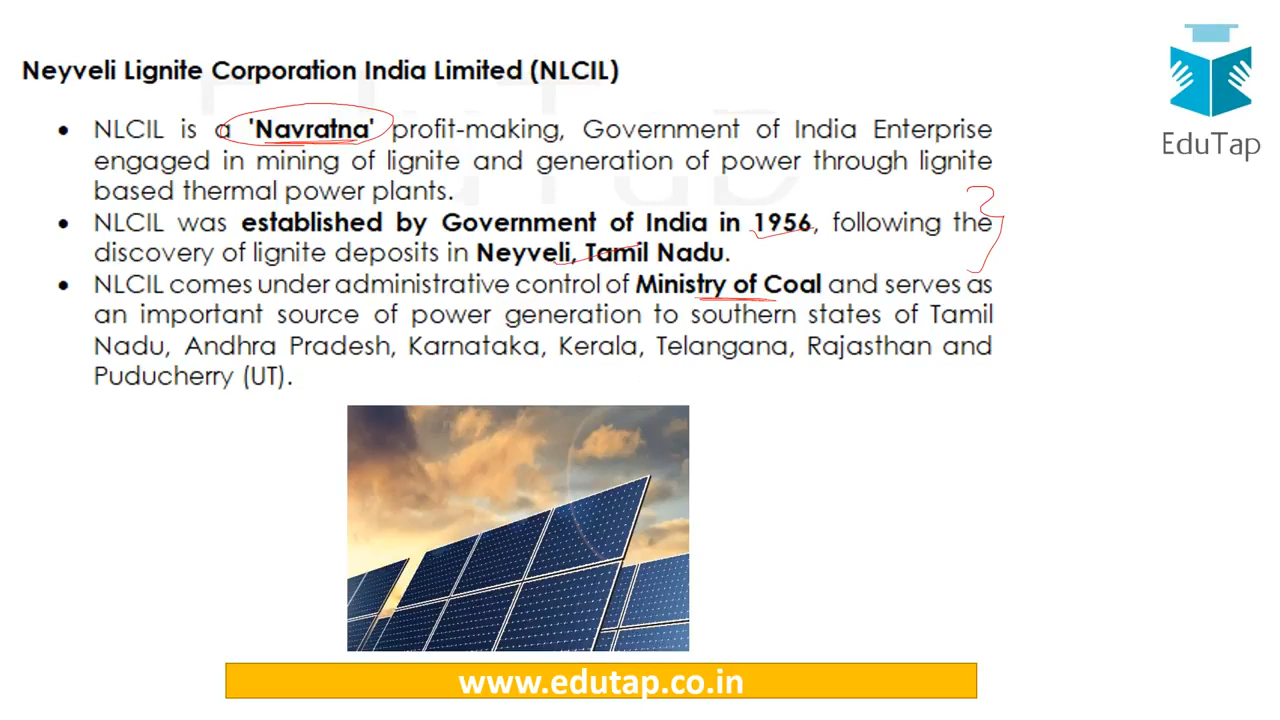 Neyveli Lignite Corporation India Limited (NLCIL)
EduTap
• NLCIL is a 'Navratna' profit-making, Government of India Enterprise
engaged in mining of lignite and generation of power through lignite
based thermal power plants.
• NLCIL was established by Government of India in 1956, following the
discovery of lignite deposits in Neyveli, Tamil Nadu.
• NLCIL comes under administrative control of Ministry of Coal and serves as
an important source of power generation to southern states of Tamil
Nadu, Andhra Pradesh, Karnataka, Kerala, Telangana, Rajasthan and
Puducherry (UT).
www.edutap.co.in